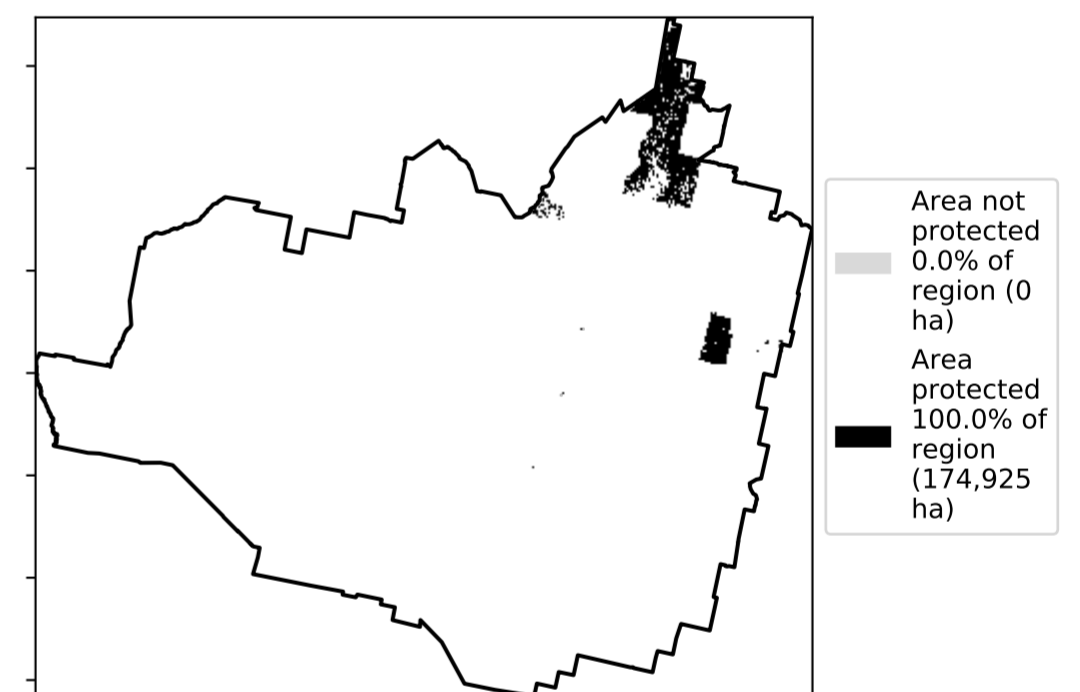 Area not
protected
0.0% of
region (0
ha)
Area
protected
100.0% of
region
(174,925
ha)